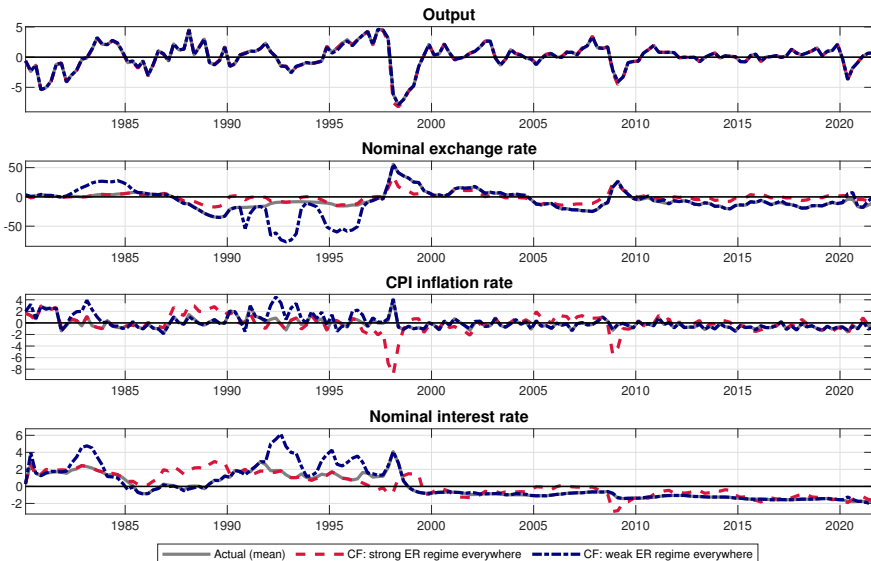 Output
5
0
-5
1985 1990 1995 2000 2005 2010 2015 2020
Nominal exchange rate
50
0
-50
1985 1990 1995 2000 2005 2010 2015 2020
CPI inflation rate
4
2
0
-2
-4
-6
-8
1985 1990 1995 2000 2005 2010 2015 2020
Nominal interest rate
6
4
2
0
-2
1985 1990 1995 2000 2005 2010 2015 2020
Actual (mean) CF: strong ER regime everywhere CF: weak ER regime everywhere